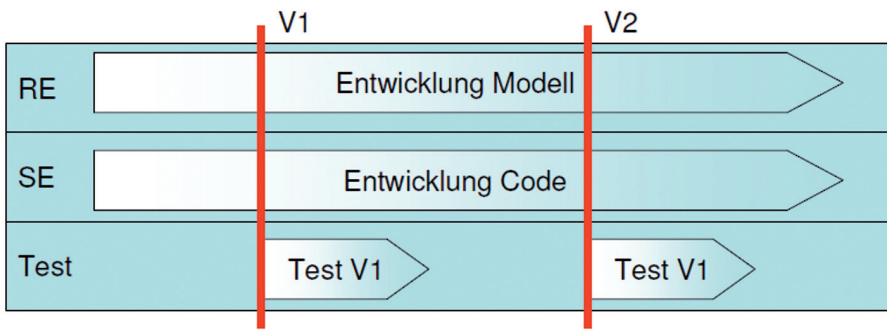 V1
V2
RE
Entwicklung Modell
SE
Entwicklung Code
Test
Test V1
Test V1